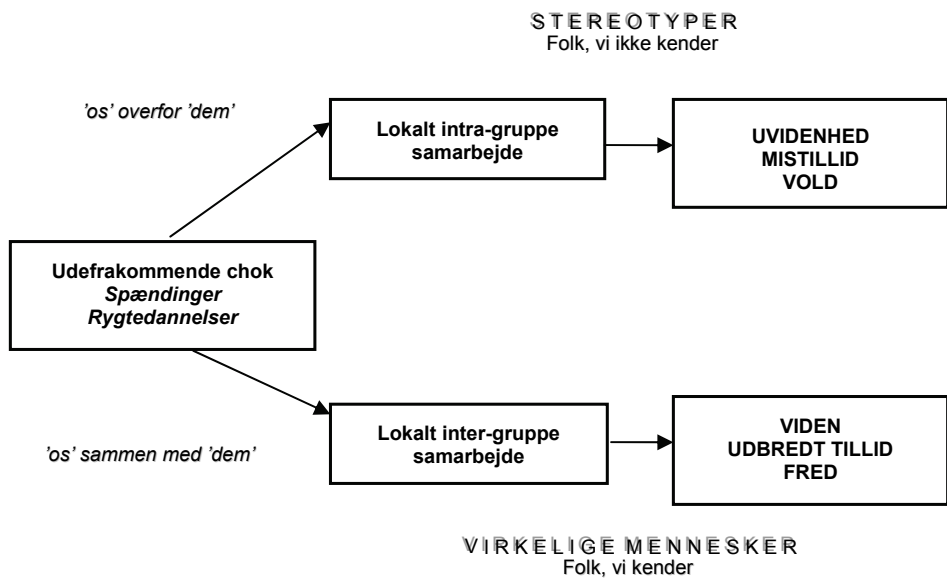 STEREOTYPER
Folk, vi ikke kender
’os’ overfor ’dem’
Lokalt intra-gruppe
samarbejde
UVIDENHED
MISTILLID
VOLD
Udefrakommende chok
Spændinger
Rygtedannelser
’os’ sammen med ’dem’
Lokalt inter-gruppe
samarbejde
VIDEN
UDBREDT TILLID
FRED
VIRKELIGE MENNESKER
Folk, vi kender